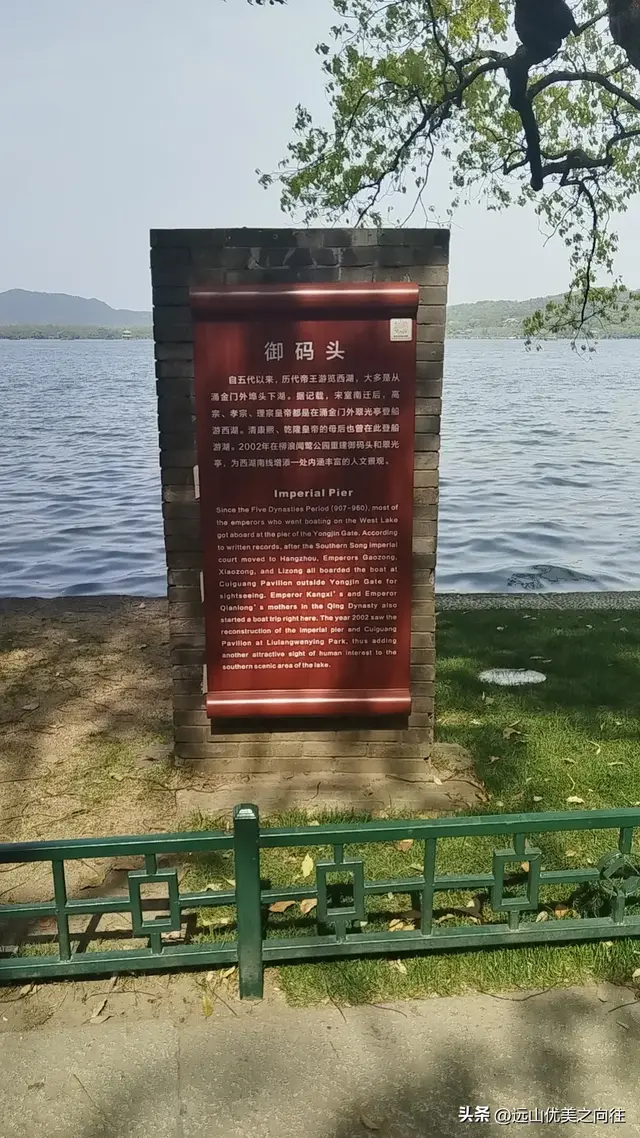 御码头
自五代以来，历代帝王游览西湖，大多是从
涌金门外埠头下湖。据记载，宋室南迁后，高
宗、孝宗、理宗皇帝都是在涌金门外翠光亭登船
游西湖。清康熙、乾隆皇帝的母后也曾在此登船
游湖。2002年在柳浪闻莺公园重建御码头和翠光
亭，为西湖南线增添一处内涵丰富的人文景观。
Imperial Pier
Since the Five Dynasties Period (907-960), most of
the emperors who went boating on the West Lake
got aboard at the pier of the Yongjin Gate. According
to written records, after the Southern Song imperial
court moved to Hangzhou, Emperors Gaozong,
Xiaozong, and Lizong all boarded the boat at
Cuiguang Pavilion outside Yongjin Gate for
sightseeing. Emperor Kangxi's and Emperor
Qianlong's mothers in the Qing Dynasty also
started a boat trip right here. The year 2002 saw the
reconstruction of the imperial pier and Cuiguang
Pavilion at Liulangwenying Park, thus adding
another attractive sight of human interest to the
southern scenic area of the lake.
头条 @远山优美之向往